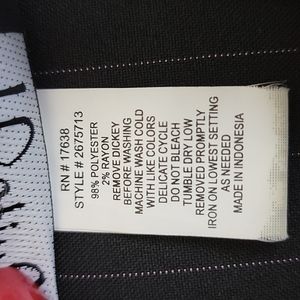 RN # 17638
STYLE # 2675713
98% POLYESTER
2% RAYON
REMOVE DICKEY
BEFORE WASHING
MACHINE WASH COLD
WITH LIKE COLORS
DELICATE CYCLE
DO NOT BLEACH
TUMBLE DRY LOW
REMOVED PROMPTLY
IRON ON LOWEST SETTING
AS NEEDED
MADE IN INDONESIA